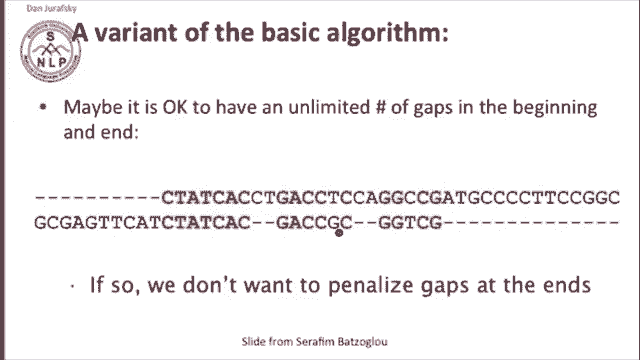 Dan Jurafsky
S
N L P
A variant of the basic algorithm:
• Maybe it is OK to have an unlimited # of gaps in the beginning
and end:
----------CTATCACCTGACCTCCAGGCCGATGCCCCTTCCGGC
GCGAGTTCATCTATCAC--GACCGC--GGTCG--------------
· If so, we don't want to penalize gaps at the ends
Slide from Serafim Batzoglou